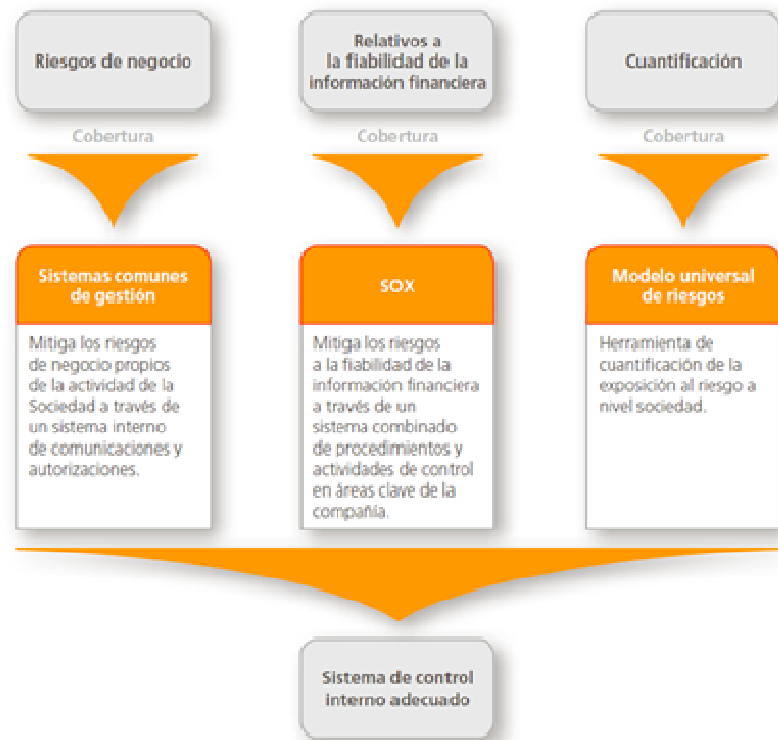 Riesgos de negocio
Relativos a
la fiabilidad de la
información financiera
Cuantificación
Cobertura
Cobertura
Cobertura
Sistemas comunes
de gestión
Mitiga los riesgos
de negocio propios
de la actividad de la
Sociedad a través de
un sistema interno
de comunicaciones y
autorizaciones.
SOX
Mitiga los riesgos
a la fiabilidad de la
información financiera
a través de un
sistema combinado
de procedimientos y
actividades de control
en áreas clave de la
compañía.
Modelo universal
de riesgos
Herramienta de
cuantificación de la
exposición al riesgo a
nivel sociedad.
Sistema de control
interno adecuado